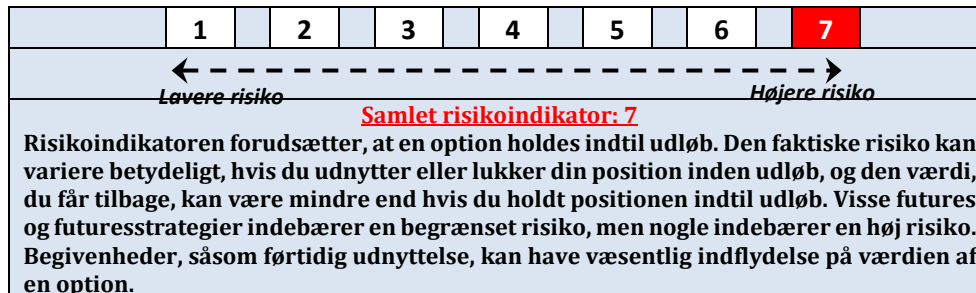 1 2 3 4 5 6 7
Lavere risiko Højere risiko
Samlet risikoindikator: 7
Risikoindikatoren forudsætter, at en option holdes indtil udløb. Den faktiske risiko kan
variere betydeligt, hvis du udnytter eller lukker din position inden udløb, og den værdi,
du får tilbage, kan være mindre end hvis du holdt positionen indtil udløb. Visse futures
og futuresstrategier indebærer en begrænset risiko, men nogle indebærer en høj risiko.
Begivenheder, såsom førtidig udnyttelse, kan have væsentlig indflydelse på værdien af
en option.